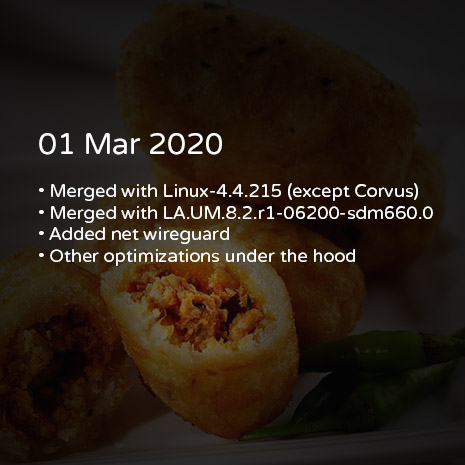 01 Mar 2020
• Merged with Linux-4.4.215 (except Corvus)
• Merged with LA.UM.8.2.r1-06200-sdm660.0
• Added net wireguard
• Other optimizations under the hood